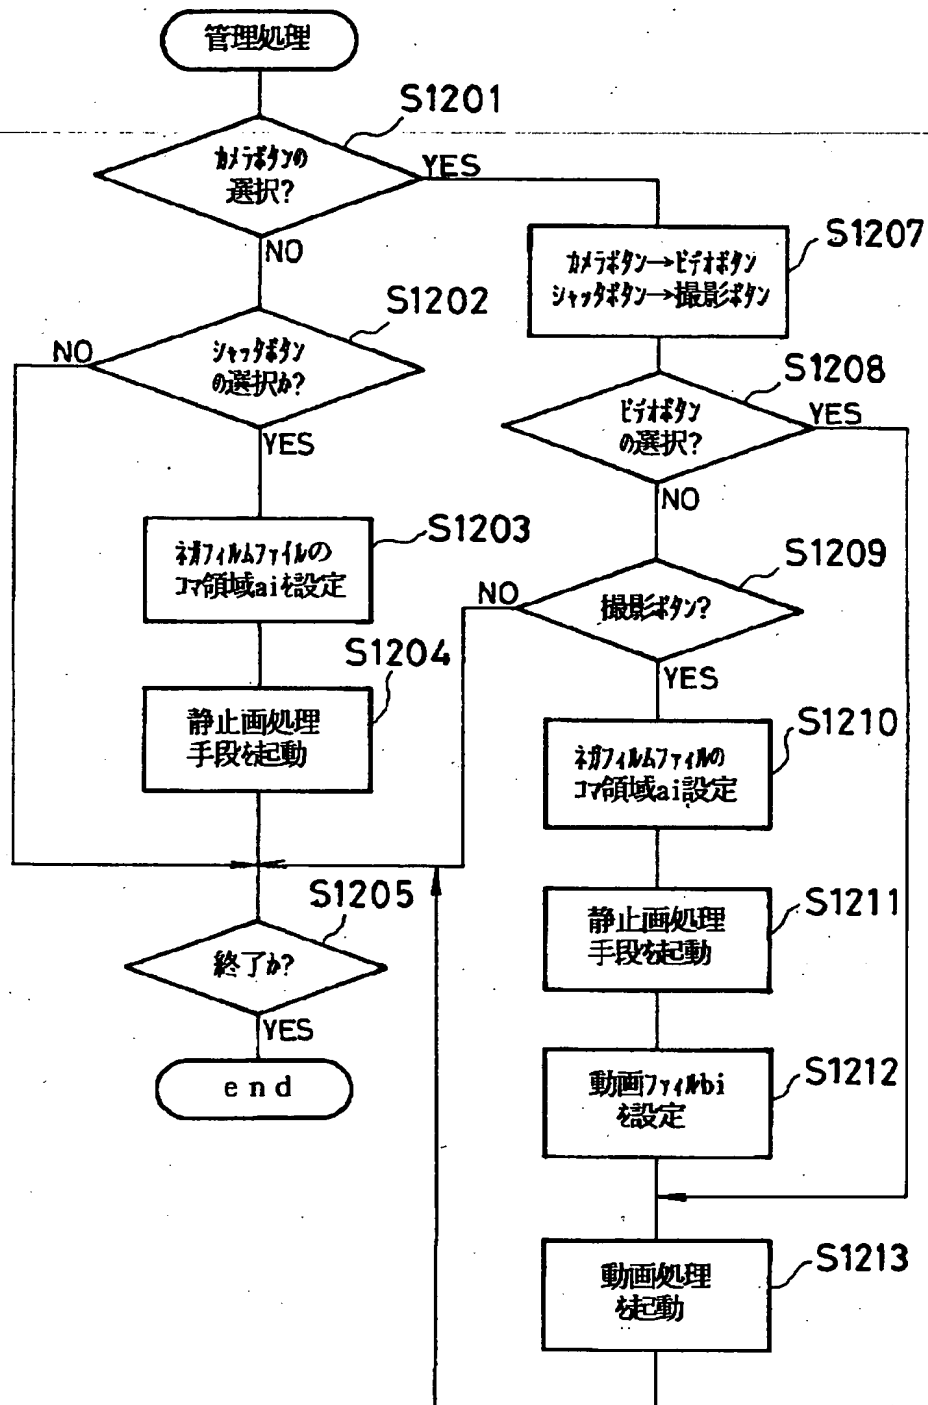 管理処理
S1201
カメラボタンの
選択?
YES
NO
S1202
シャッタボタン
の選択か?
NO
YES
S1203
ネガフィルムファイルの
コマ領域aiを設定
S1204
静止画処理
手段を起動
S1205
終了か?
YES
end
S1207
カメラボタン→ビデオボタン
シャッタボタン→撮影ボタン
S1208
ビデオボタン
の選択?
YES
NO
S1209
撮影ボタン?
NO
YES
S1210
ネガフィルムファイルの
コマ領域ai設定
S1211
静止画処理
手段を起動
S1212
動画ファイルbi
を設定
S1213
動画処理
を起動